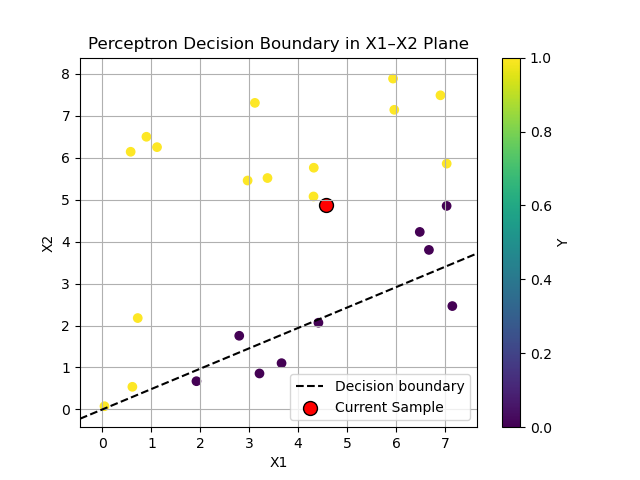 Perceptron Decision Boundary in X1–X2 Plane
X2
8
7
6
5
4
3
2
1
0
0 1 2 3 4 5 6 7
X1
Decision boundary
Current Sample
1.0
0.8
0.6
0.4
0.2
0.0
Y